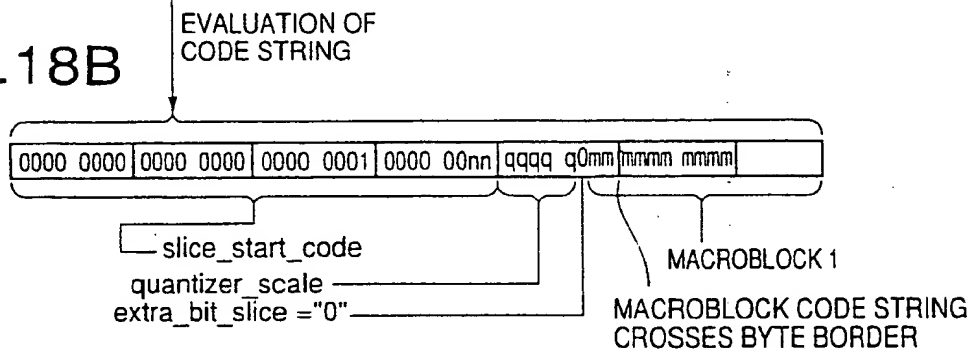 EVALUATION OF
CODE STRING
.18B
0000 0000 0000 0000 0000 0001 0000 00nn qqqq q0mm mmmm mmmm
slice_start_code
MACROBLOCK 1
quantizer_scale
extra_bit_slice ="0"
MACROBLOCK CODE STRING
CROSSES BYTE BORDER